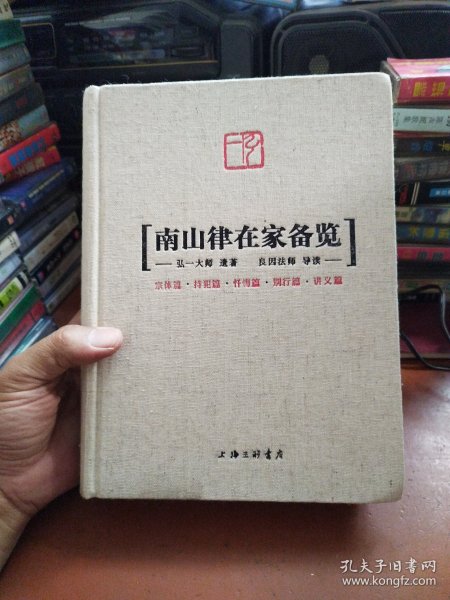 弘一
南山律在家备览
弘一大师 遗著 良因法师 导读
宗体篇·持犯篇·忏悔篇·别行篇·讲义篇
上海三联书店
孔夫子旧书网
www.kongfz.com